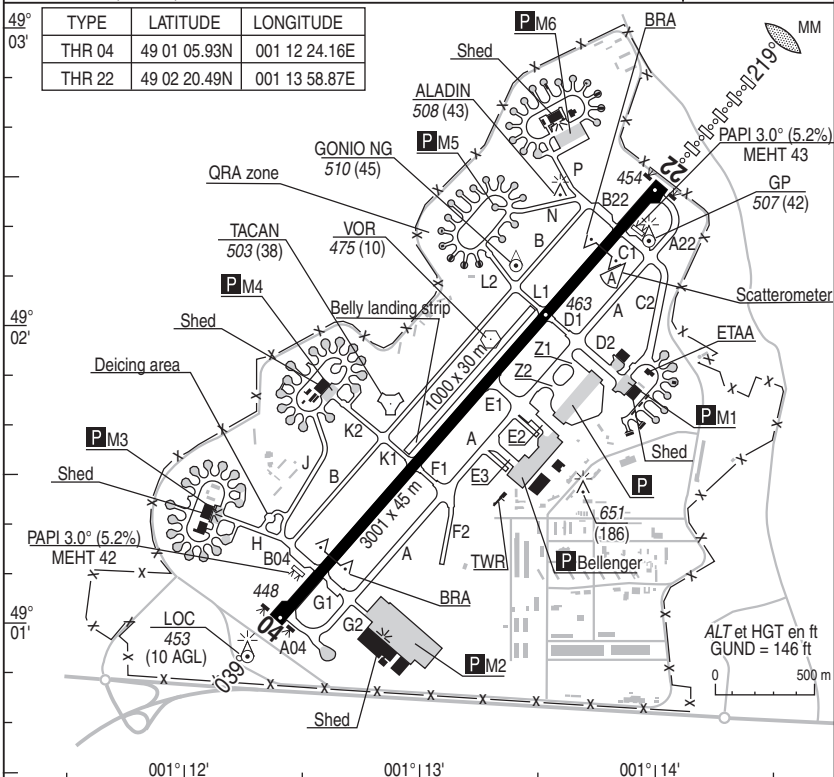 49°
03'
TYPE LATITUDE LONGITUDE
THR 04 49 01 05.93N 001 12 24.16E
THR 22 49 02 20.49N 001 13 58.87E
P M6
BRA
MM
Shed
219°
ALADIN
508 (43)
PAPI 3.0° (5.2%)
MEHT 43
GONIO NG
510 (45)
P M5
P
22
454
GP
507 (42)
QRA zone
N
B22
TACAN
503 (38)
VOR
475 (10)
B
C1
A22
A
L2
L1
463
A
C2
Scatterometer
P M4
Belly landing strip
D1
49°
02'
Shed
Z1
D2
ETAA
Deicing area
1000 x 30 m
Z2
P M1
K2
E1
P M3
K1
A
E2
Shed
J
B
F1
E3
P
Shed
3001 x 45 m
651
(186)
PAPI 3.0° (5.2%)
MEHT 42
H
B04
A
F2
TWR
P Bellenger
448
BRA
49°
01'
LOC
453
(10 AGL)
04
G1
G2
A04
039
P M2
ALT et HGT en ft
GUND = 146 ft
0 500 m
Shed
001° 12' 001° 13' 001° 14'